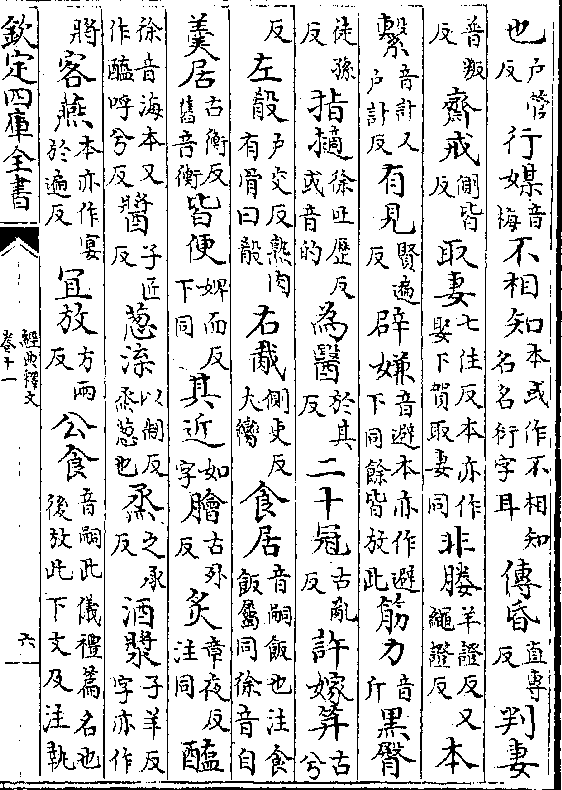 也戶管反行媒音梅不相知本或作不相知名名衍字耳傳昏直專反判妻
普叛反齋戒側皆反取妻七住反本亦作娶下賀取妻同非媵羊證反又繩證反本
繫音計又戶計反有見賢遍反辟嫌音避本亦作避下同餘皆放此筋力音斤黑臀
徒孫反指擿徐吐歷反或音的為醫於其反二十冠古亂反許嫁笄古兮
反左殽戶交反熟肉有骨曰殽右胾側吏反大臠食居音嗣飯也注食飯屬同徐音自
羹居古衡反舊音衡皆便婢面反下同其近如字膾古外反炙章夜反注同醯
徐音海本又作醯呼兮反醬子匠反蔥渫以制反烝蔥也烝之承反酒漿子羊反字亦作
將客燕本亦作宴於遍反宜放方兩反公食音嗣此儀禮篇名也後放此下文及注執
欽定四庫全書
經典釋文
卷十一
六